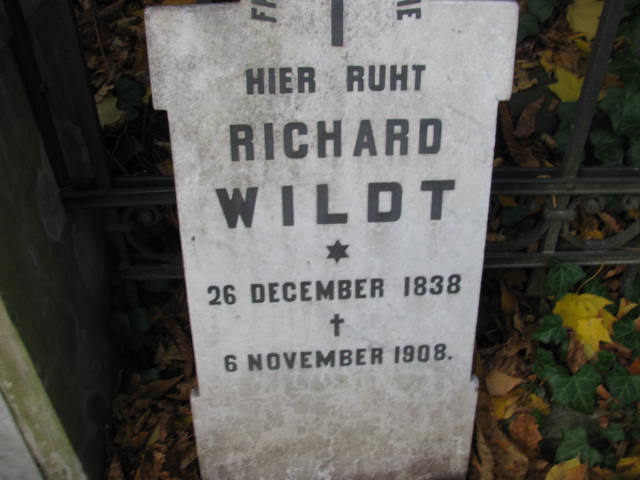 HIER RUHT
RICHARD
WILDT
✶
26 DECEMBER 1838
✝
6 NOVEMBER 1908.